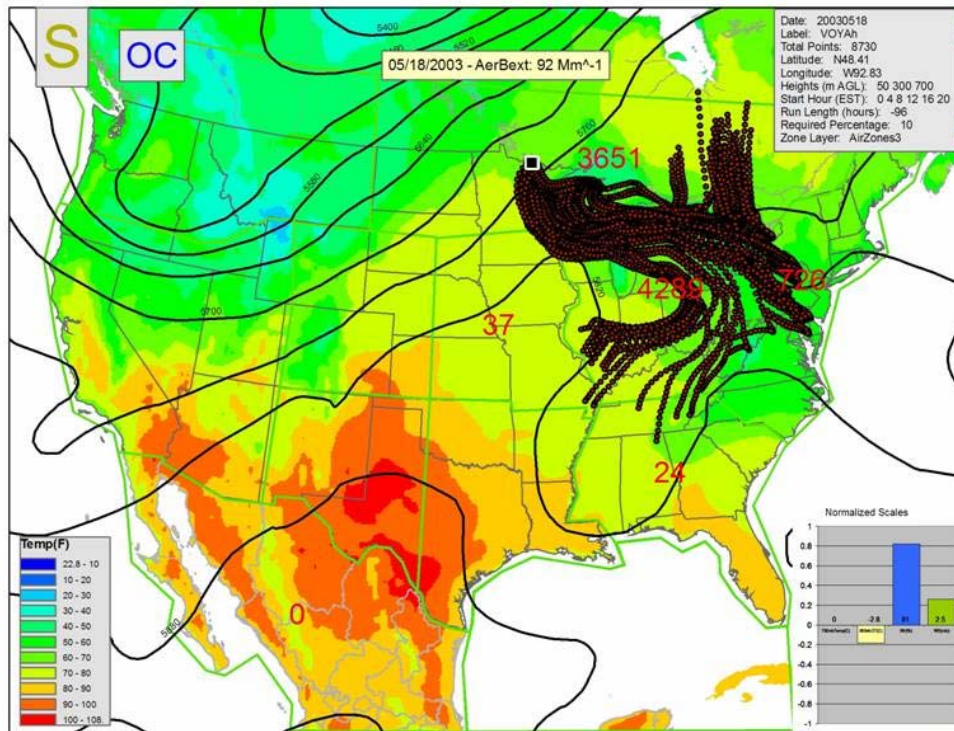 S
OC
05/18/2003 - AerBext: 92 Mm^-1
Date: 20030518
Label: VOYAh
Total Points: 8730
Latitude: N48.41
Longitude: W92.83
Heights (m AGL): 50 300 700
Start Hour (EST): 0 4 8 12 16 20
Run Length (hours): -96
Required Percentage: 10
Zone Layer: AirZones3
5400
5520
5760
5640
5580
5700
5820
5880
3651
4289
726
37
24
0
Temp(F)
22.8 - 10
10 - 20
20 - 30
30 - 40
40 - 50
50 - 60
60 - 70
70 - 80
80 - 90
90 - 100
100 - 108.
Normalized Scales
1
0.8
0.6
0.4
0.2
0
-0.2
-0.4
-0.6
-0.8
-1
0
-2.8
81
2.5